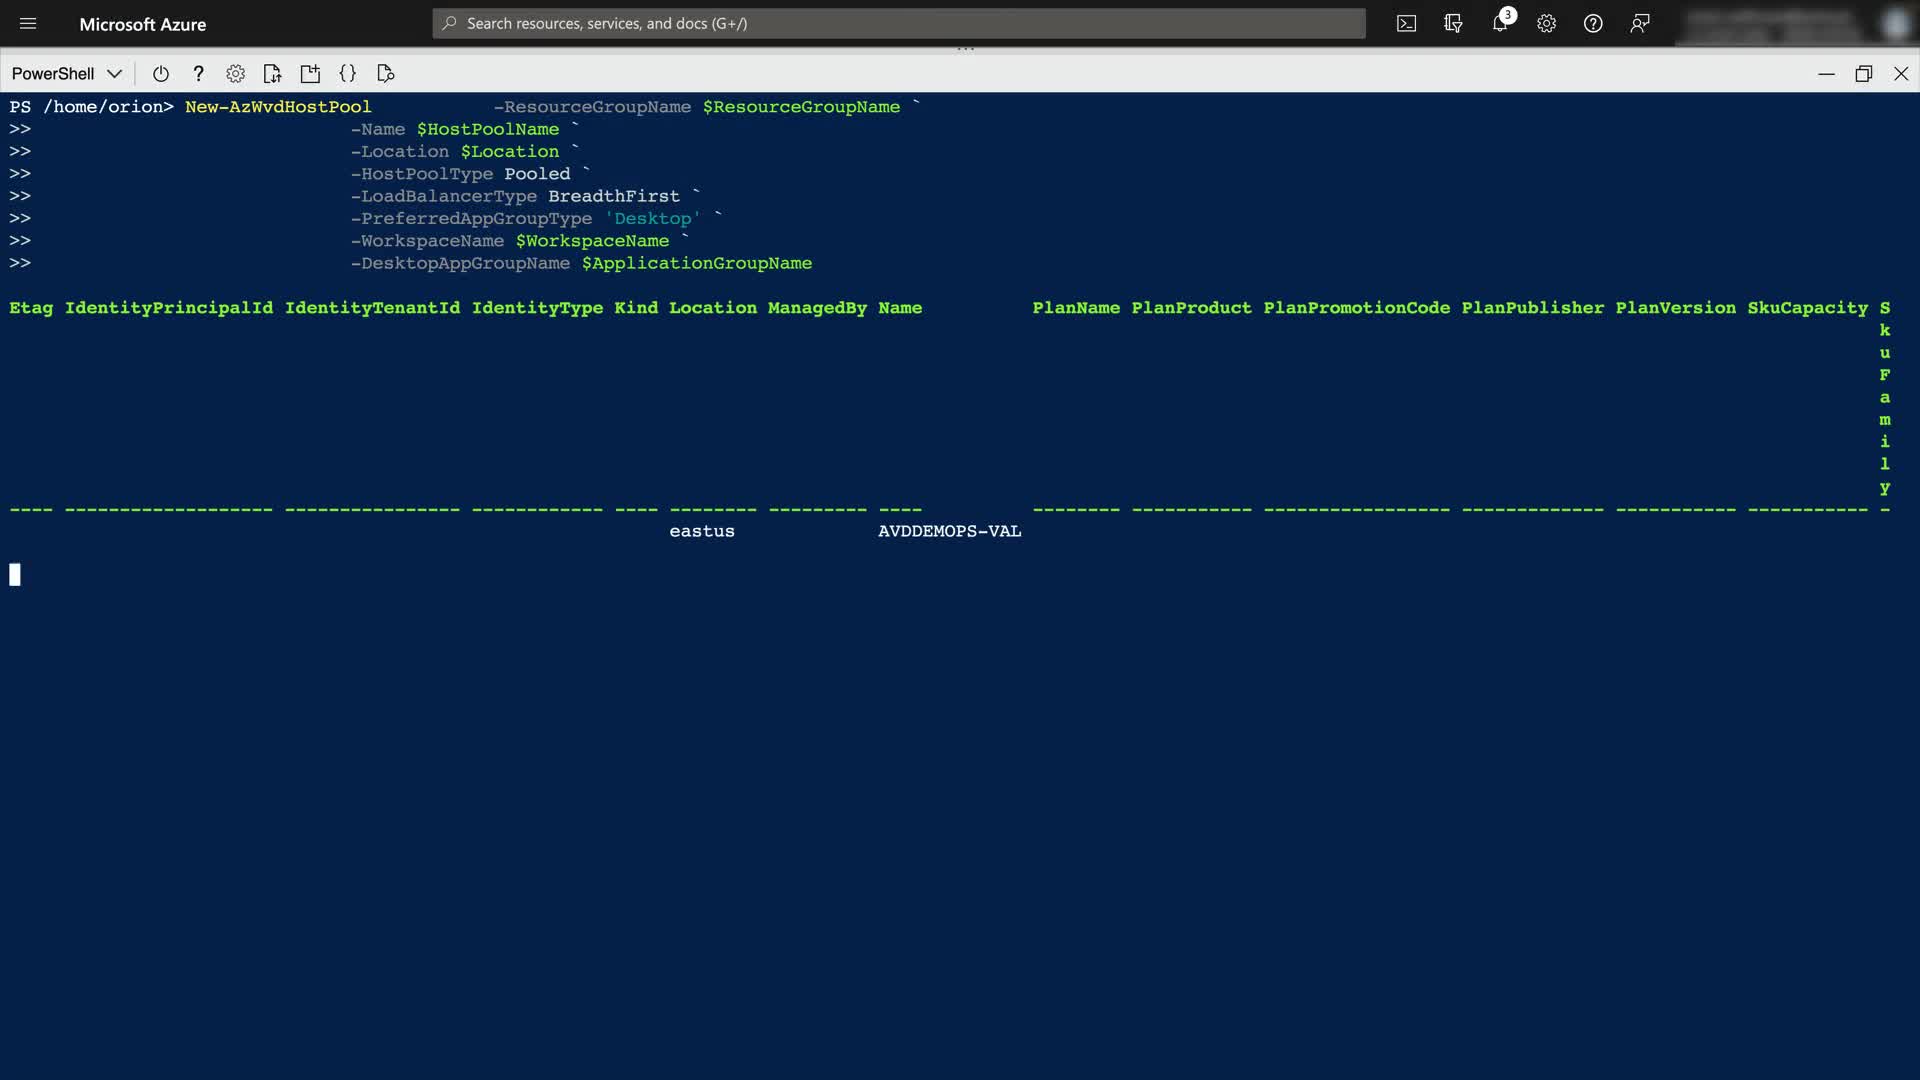 Microsoft Azure
Search resources, services, and docs (G+/)
3
PowerShell
PS /home/orion> New-AzWvdHostPool -ResourceGroupName $ResourceGroupName `
>> -Name $HostPoolName `
>> -Location $Location `
>> -HostPoolType Pooled `
>> -LoadBalancerType BreadthFirst `
>> -PreferredAppGroupType 'Desktop' `
>> -WorkspaceName $WorkspaceName `
>> -DesktopAppGroupName $ApplicationGroupName
Etag IdentityPrincipalId IdentityTenantId IdentityType Kind Location ManagedBy Name PlanName PlanProduct PlanPromotionCode PlanPublisher PlanVersion SkuCapacity S
k
u
F
a
m
i
l
y
---- ------------------- ---------------- ------------ ---- -------- --------- ---- -------- ----------- ----------------- ------------- ----------- ----------- -
eastus AVDDEMOPS-VAL